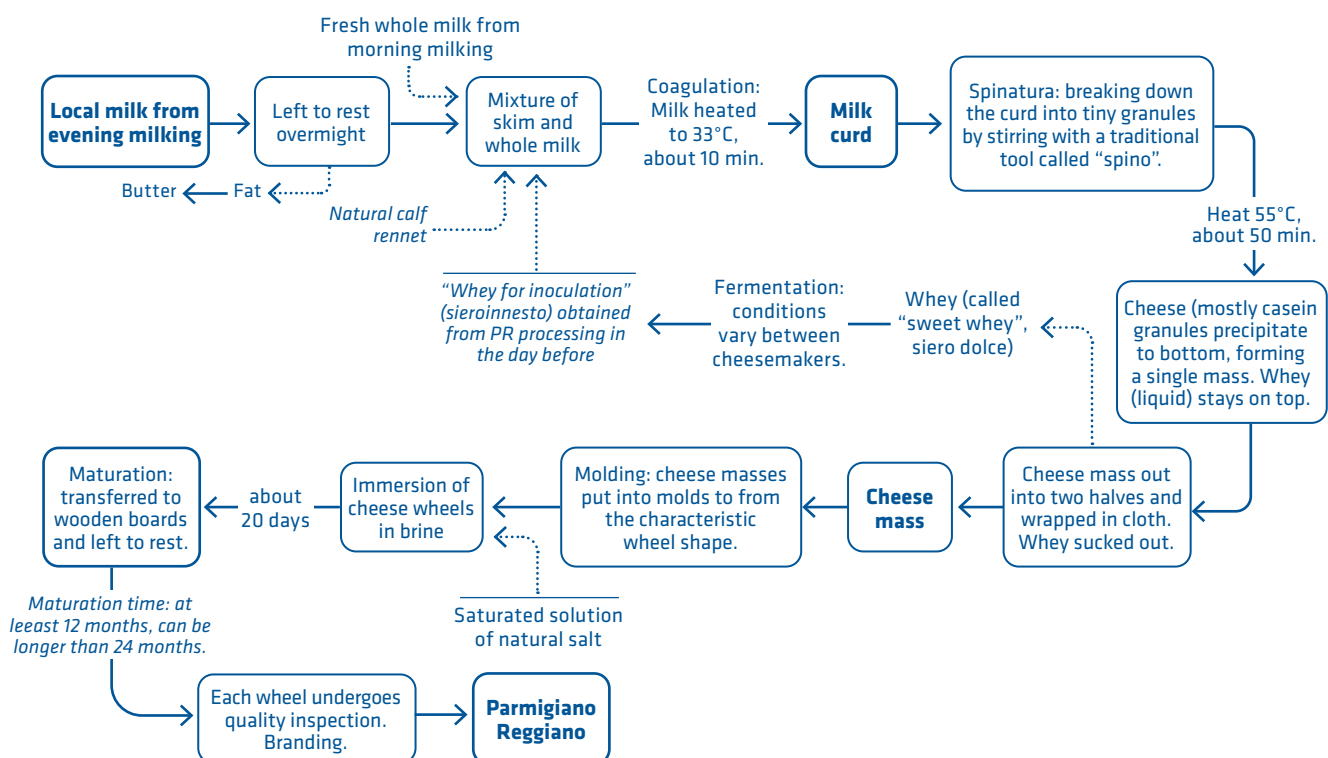 Fresh whole milk from
morning milking
Local milk from
evening milking
Left to rest
overmight
Mixture of
skim and
whole milk
Coagulation:
Milk heated
to 33°C,
about 10 min.
Milk
curd
Spinatura: breaking down
the curd into tiny granules
by stirring with a traditional
tool called “spino”.
Butter
Fat
Natural calf
rennet
Heat 55°C,
about 50 min.
“Whey for inoculation”
(sieroinnesto) obtained
from PR processing in
the day before
Fermentation:
conditions
vary between
cheesemakers.
Whey (called
“sweet whey”,
siero dolce)
Cheese (mostly casein
granules precipitate
to bottom, forming
a single mass. Whey
(liquid) stays on top.
Maturation:
transferred to
wooden boards
and left to rest.
about
20 days
Immersion of
cheese wheels
in brine
Molding: cheese masses
put into molds to from
the characteristic
wheel shape.
Cheese
mass
Cheese mass out
into two halves and
wrapped in cloth.
Whey sucked out.
Maturation time: at
leeast 12 months, can be
longer than 24 months.
Saturated solution
of natural salt
Each wheel undergoes
quality inspection.
Branding.
Parmigiano
Reggiano